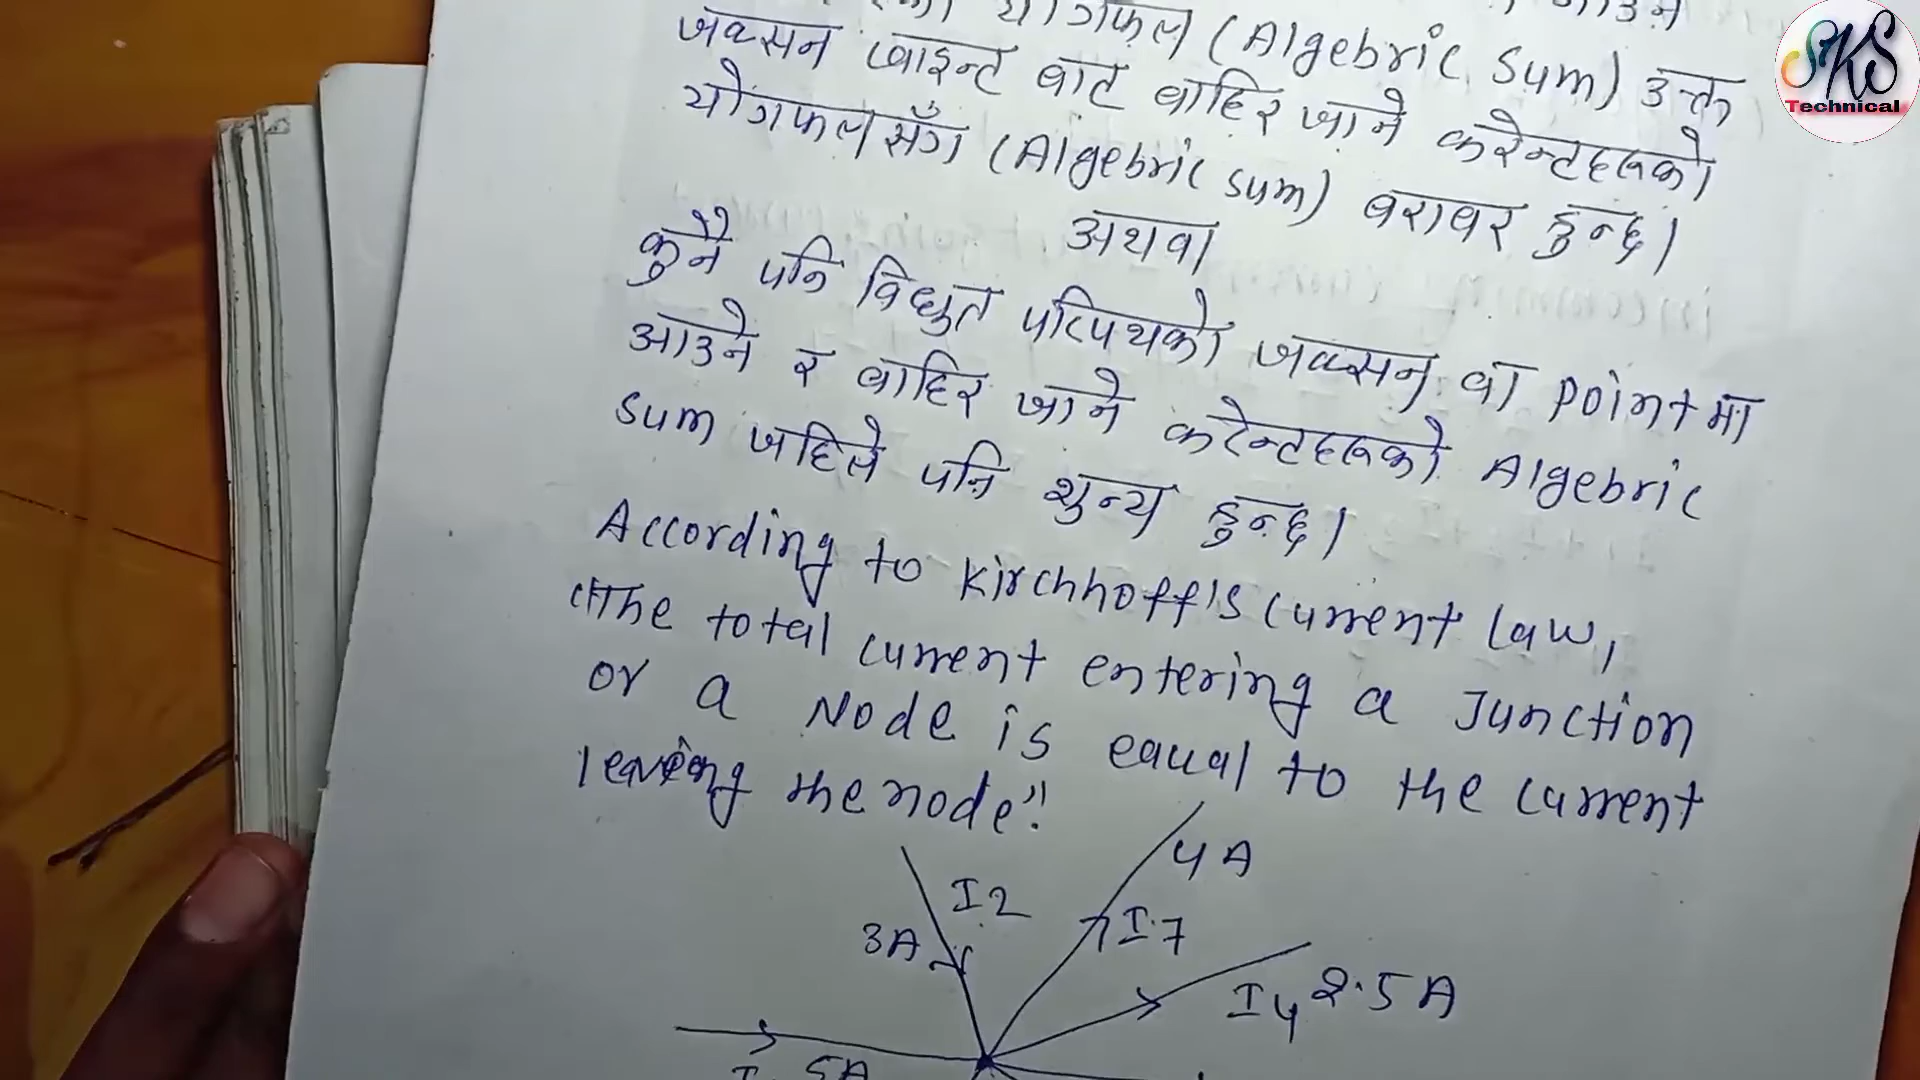 योगफल (Algebric Sum) उक्त
जक्सन प्वाइन्ट बाट बाहिर जाने करेन्टहरुको
योगफलसँग (Algebric sum) बराबर हुन्छ।
अथवा
कुनै पनि विधुत परिपथको जक्सन वा Pointमा
आउने र बाहिर जाने करेन्टहरुको Algebric
sum जहिले पनि शुन्य हुन्छ।
According to Kirchhoff's Current Law,
"The total current entering a Junction
or a Node is equal to the current
leaving the node".
4A
I2
I7
3A
I4 2.5A
5A
SKS
Technical